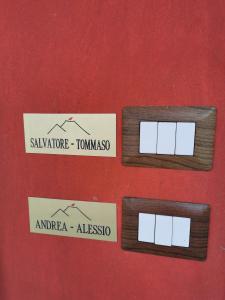 SALVATORE - TOMMASO
ANDREA - ALESSIO